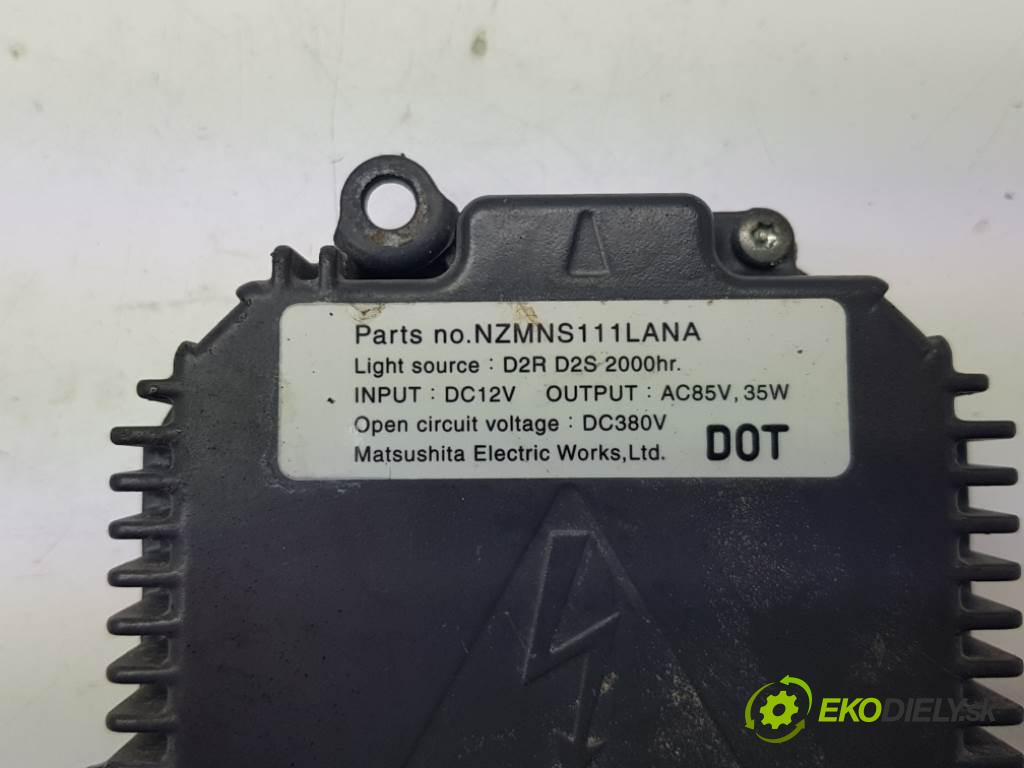 Parts no.NZMNS111LANA
Light source : D2R D2S 2000hr.
INPUT : DC12V OUTPUT : AC85V, 35W
Open circuit voltage : DC380V
Matsushita Electric Works,Ltd. DOT
EKODIELY.sk